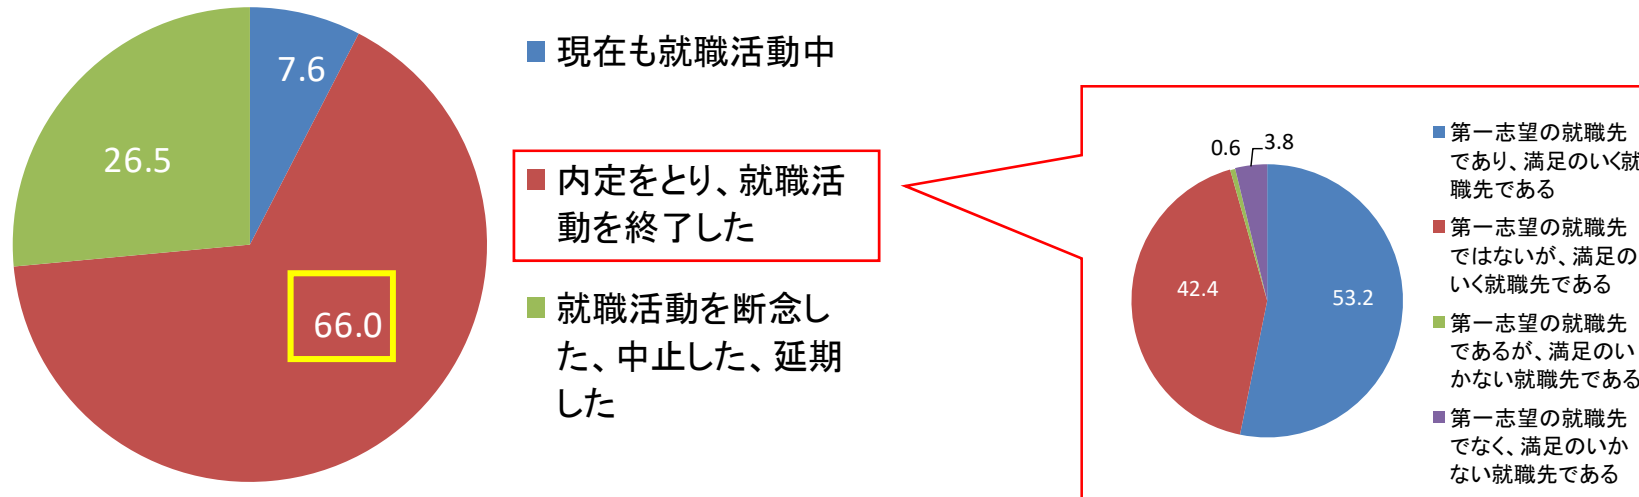 7.6
26.5
66.0
現在も就職活動中
内定をとり、就職活
動を終了した
就職活動を断念し
た、中止した、延期
した
0.6
3.8
42.4
53.2
第一志望の就職先
であり、満足のいく就
職先である
第一志望の就職先
ではないが、満足の
いく就職先である
第一志望の就職先
であるが、満足のい
かない就職先である
第一志望の就職先
でなく、満足のいか
ない就職先である